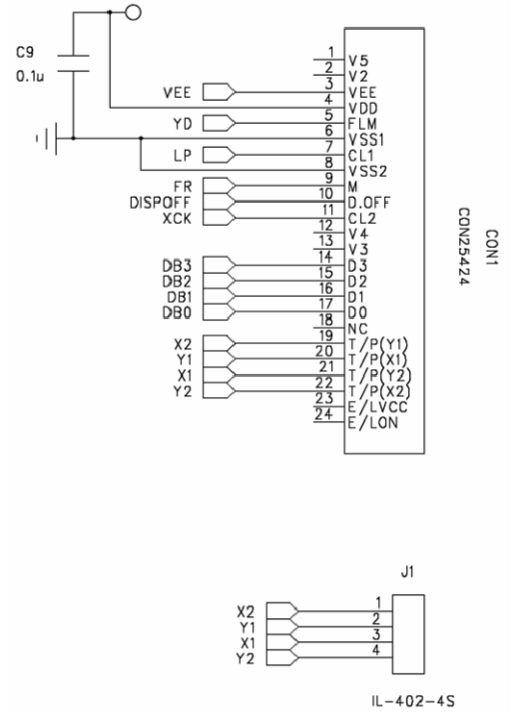 C9
0.1u
1 V5
2 V2
VEE 3 VEE
4 VDD
YD 5 FLM
6 VSS1
LP 7 CL1
8 VSS2
FR 9 M
DISPOFF 10 D.OFF
XCK 11 CL2
12 V4
13 V3
DB3 14 D3
DB2 15 D2
DB1 16 D1
DB0 17 D0
18 NC
X2 19 T/P(Y1)
Y1 20 T/P(X1)
X1 21 T/P(Y2)
Y2 22 T/P(X2)
23 E/LVCC
24 E/LON
CON1
CON25424
J1
X2 1
Y1 2
X1 3
Y2 4
IL-402-4S